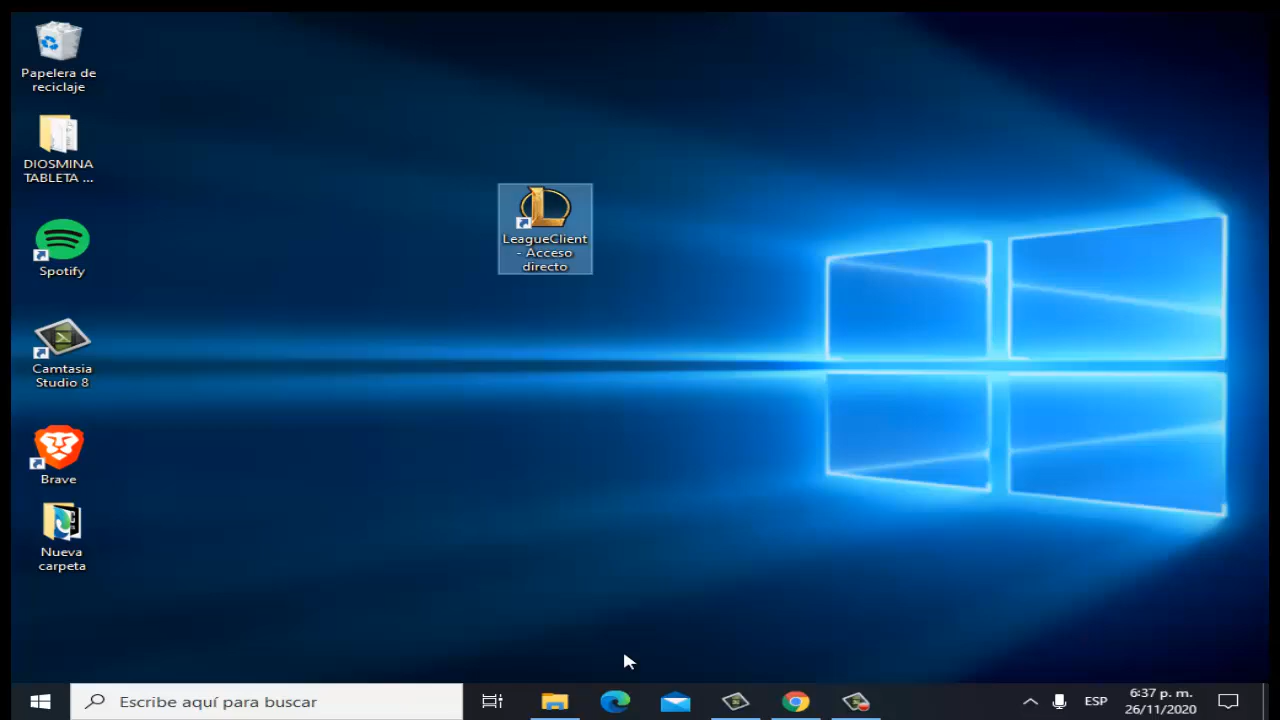 Papelera de
reciclaje
DIOSMINA
TABLETA ...
Spotify
Camtasia
Studio 8
Brave
Nueva
carpeta
LeagueClient
- Acceso
directo
Escribe aquí para buscar
ESP
6:37 p. m.
26/11/2020